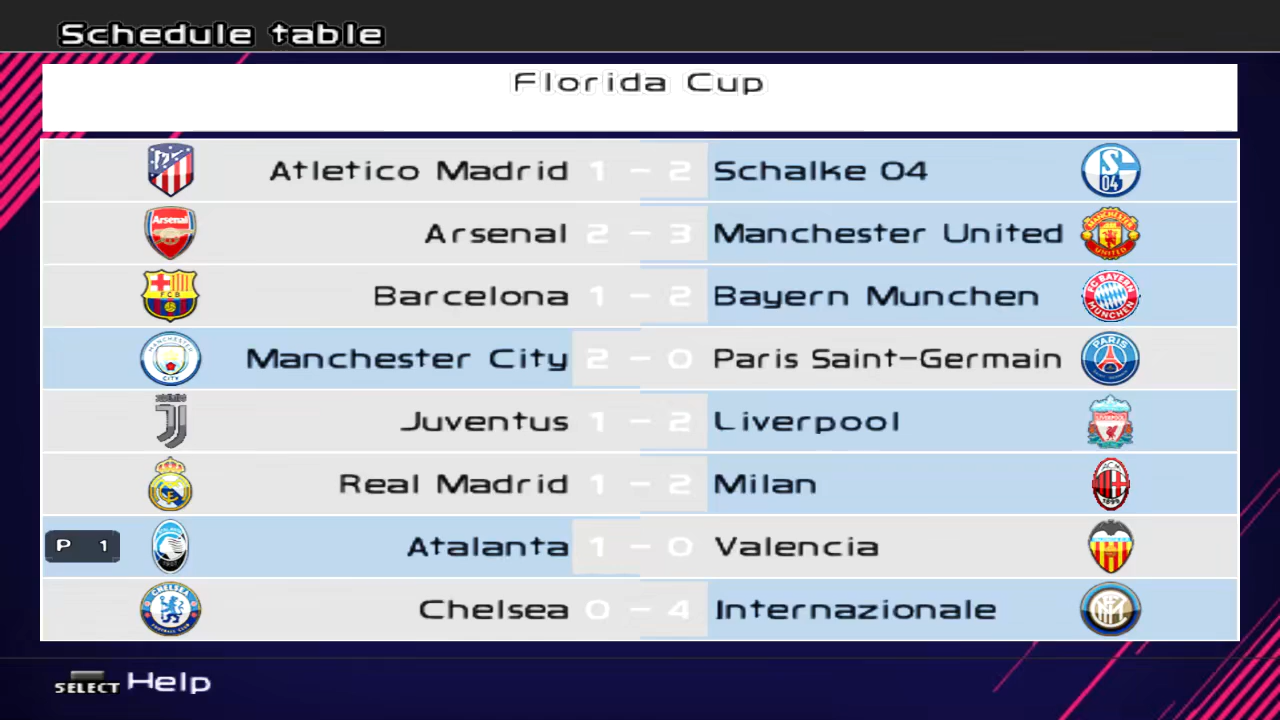 Schedule table
Florida Cup
Atletico Madrid 1 - 2 Schalke 04
Arsenal 2 - 3 Manchester United
Barcelona 1 - 2 Bayern Munchen
Manchester City 2 - 0 Paris Saint-Germain
Juventus 1 - 2 Liverpool
Real Madrid 1 - 2 Milan
P 1 Atalanta 1 - 0 Valencia
Chelsea 0 - 4 Internazionale
SELECT Help